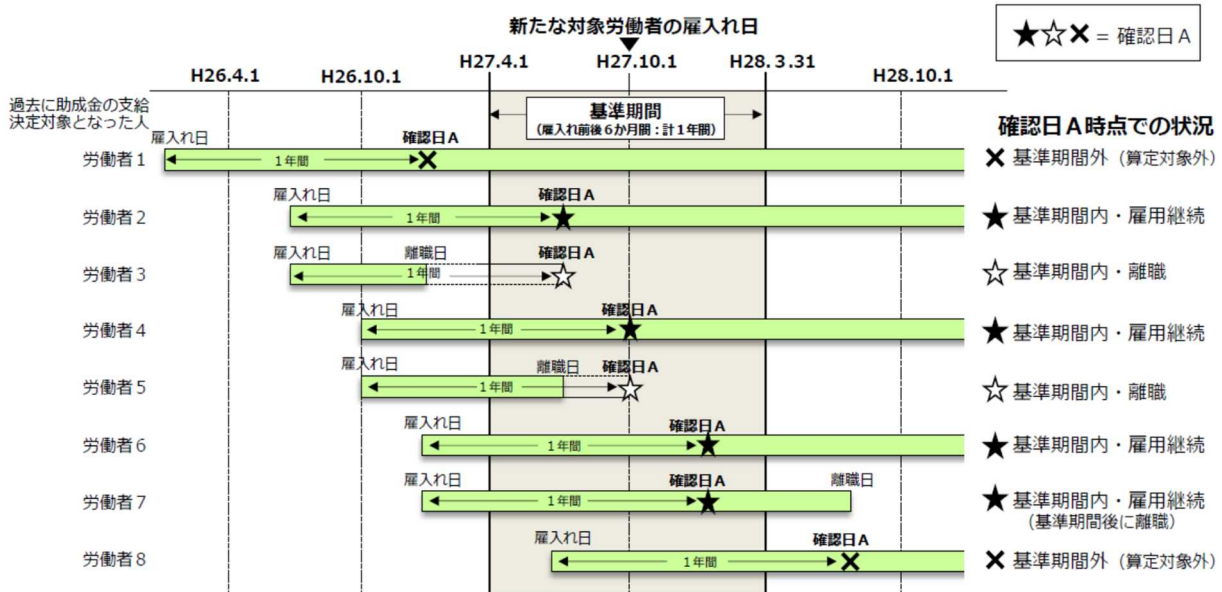 新たな対象労働者の雇入れ日
▼
★☆✖ = 確認日A
H26.4.1
H26.10.1
H27.4.1
H27.10.1
H28.3.31
H28.10.1
過去に助成金の支給
決定対象となった人
基準期間
(雇入れ前後6か月間:計1年間)
確認日A時点での状況
雇入れ日
確認日A
労働者1
1年間
✖ 基準期間外 (算定対象外)
雇入れ日
確認日A
労働者2
1年間
★ 基準期間内・雇用継続
雇入れ日
離職日
確認日A
労働者3
1年間
☆ 基準期間内・離職
雇入れ日
確認日A
労働者4
1年間
★ 基準期間内・雇用継続
雇入れ日
離職日
確認日A
労働者5
1年間
☆ 基準期間内・離職
雇入れ日
確認日A
労働者6
1年間
★ 基準期間内・雇用継続
雇入れ日
確認日A
離職日
労働者7
1年間
★ 基準期間内・雇用継続
(基準期間後に離職)
雇入れ日
確認日A
労働者8
1年間
✖ 基準期間外 (算定対象外)